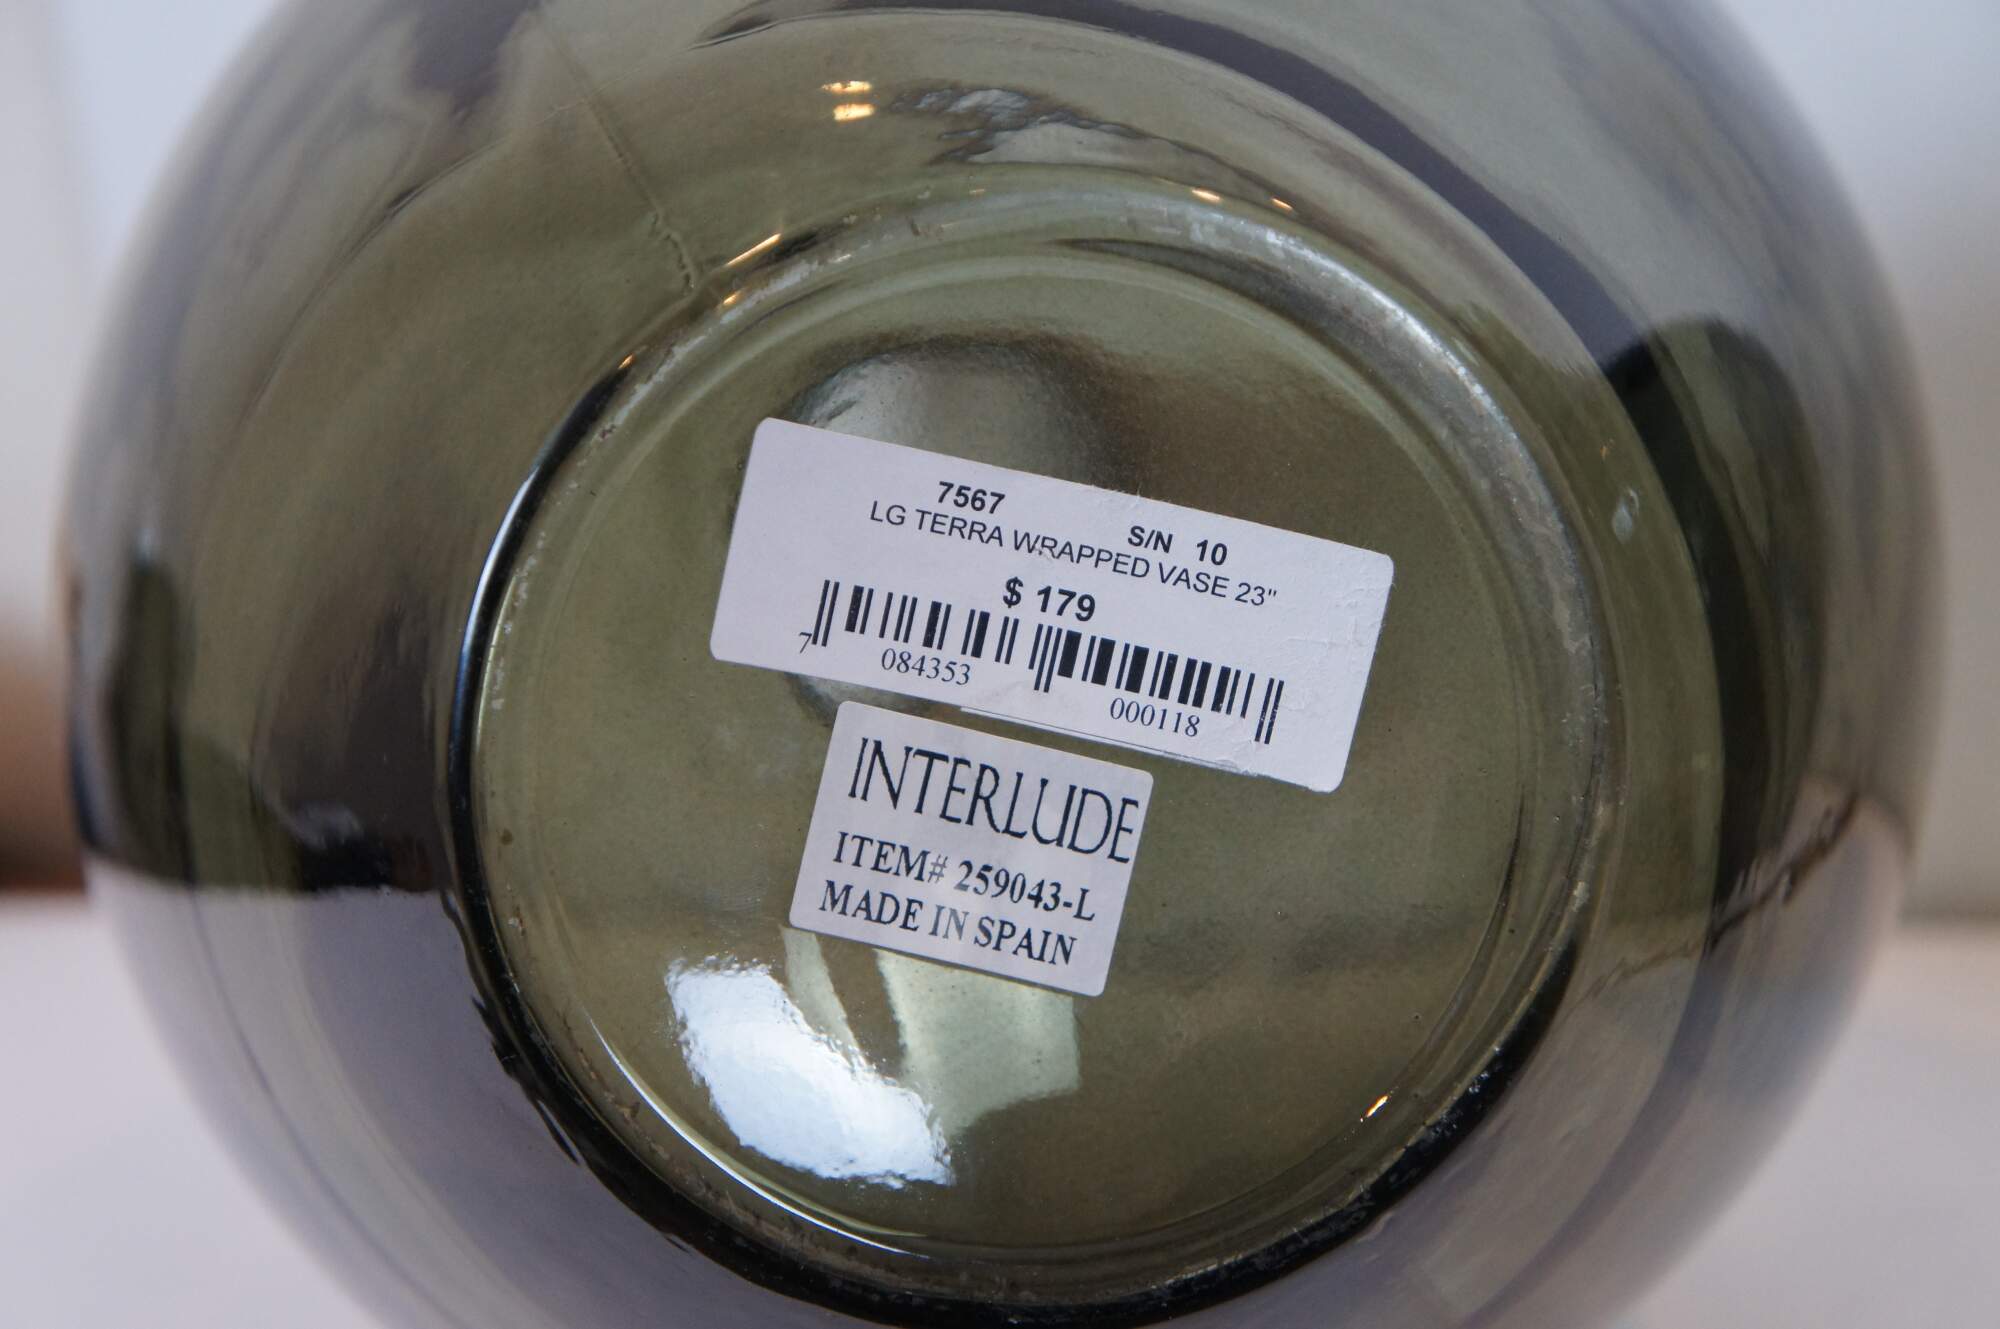 7567
S/N 10
LG TERRA WRAPPED VASE 23"
$ 179
7 084353 000118
INTERLUDE
ITEM# 259043-L
MADE IN SPAIN